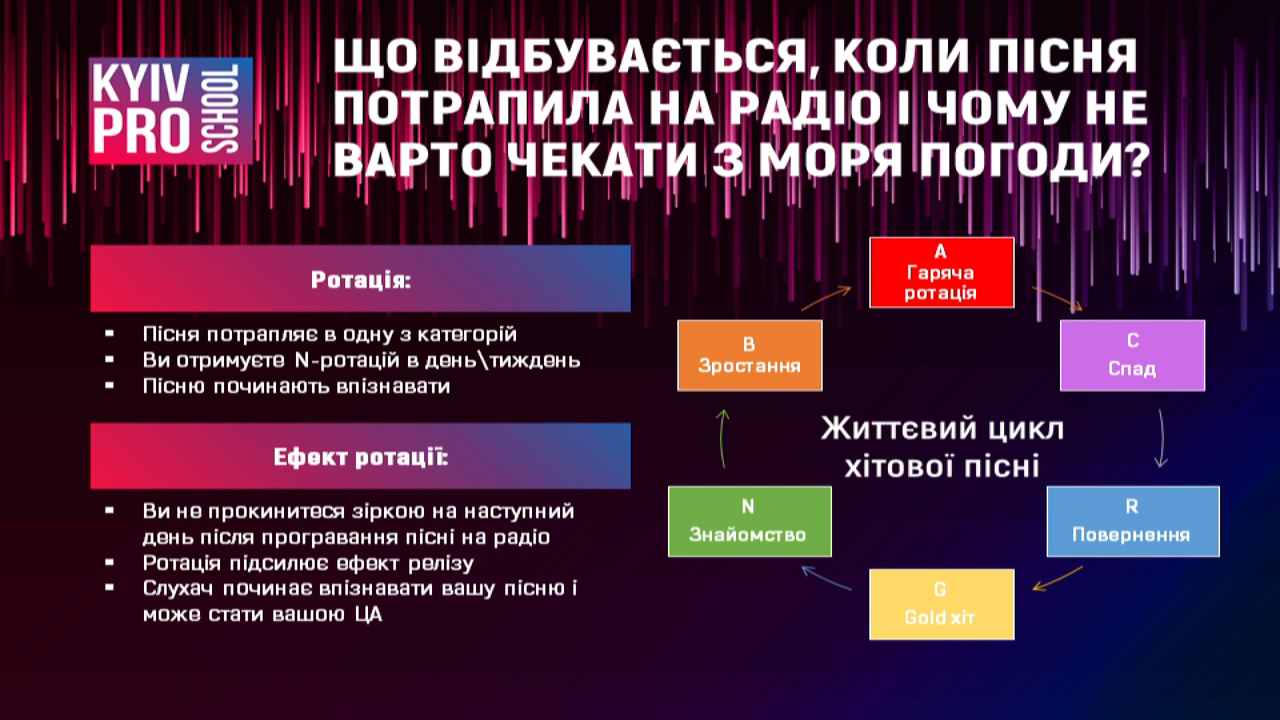 KYIV
PRO
SCHOOL
ЩО ВІДБУВАЄТЬСЯ, КОЛИ ПІСНЯ
ПОТРАПИЛА НА РАДІО І ЧОМУ НЕ
ВАРТО ЧЕКАТИ З МОРЯ ПОГОДИ?
Ротація:
▪ Пісня потрапляє в одну з категорій
▪ Ви отримуєте N-ротацій в день\тиждень
▪ Пісню починають впізнавати
Ефект ротації:
▪ Ви не прокинитеся зіркою на наступний
день після програвання пісні на радіо
▪ Ротація підсилює ефект релізу
▪ Слухач починає впізнавати вашу пісню і
може стати вашою ЦА
A
Гаряча
ротація
B
Зростання
C
Спад
Життєвий цикл
хітової пісні
N
Знайомство
R
Повернення
G
Gold хіт